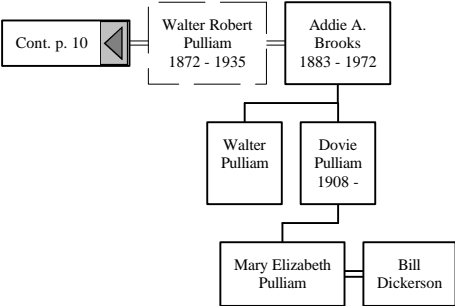 Cont. p. 10
Walter Robert
Pulliam
1872 - 1935
Addie A.
Brooks
1883 - 1972
Walter
Pulliam
Dovie
Pulliam
1908 -
Mary Elizabeth
Pulliam
Bill
Dickerson